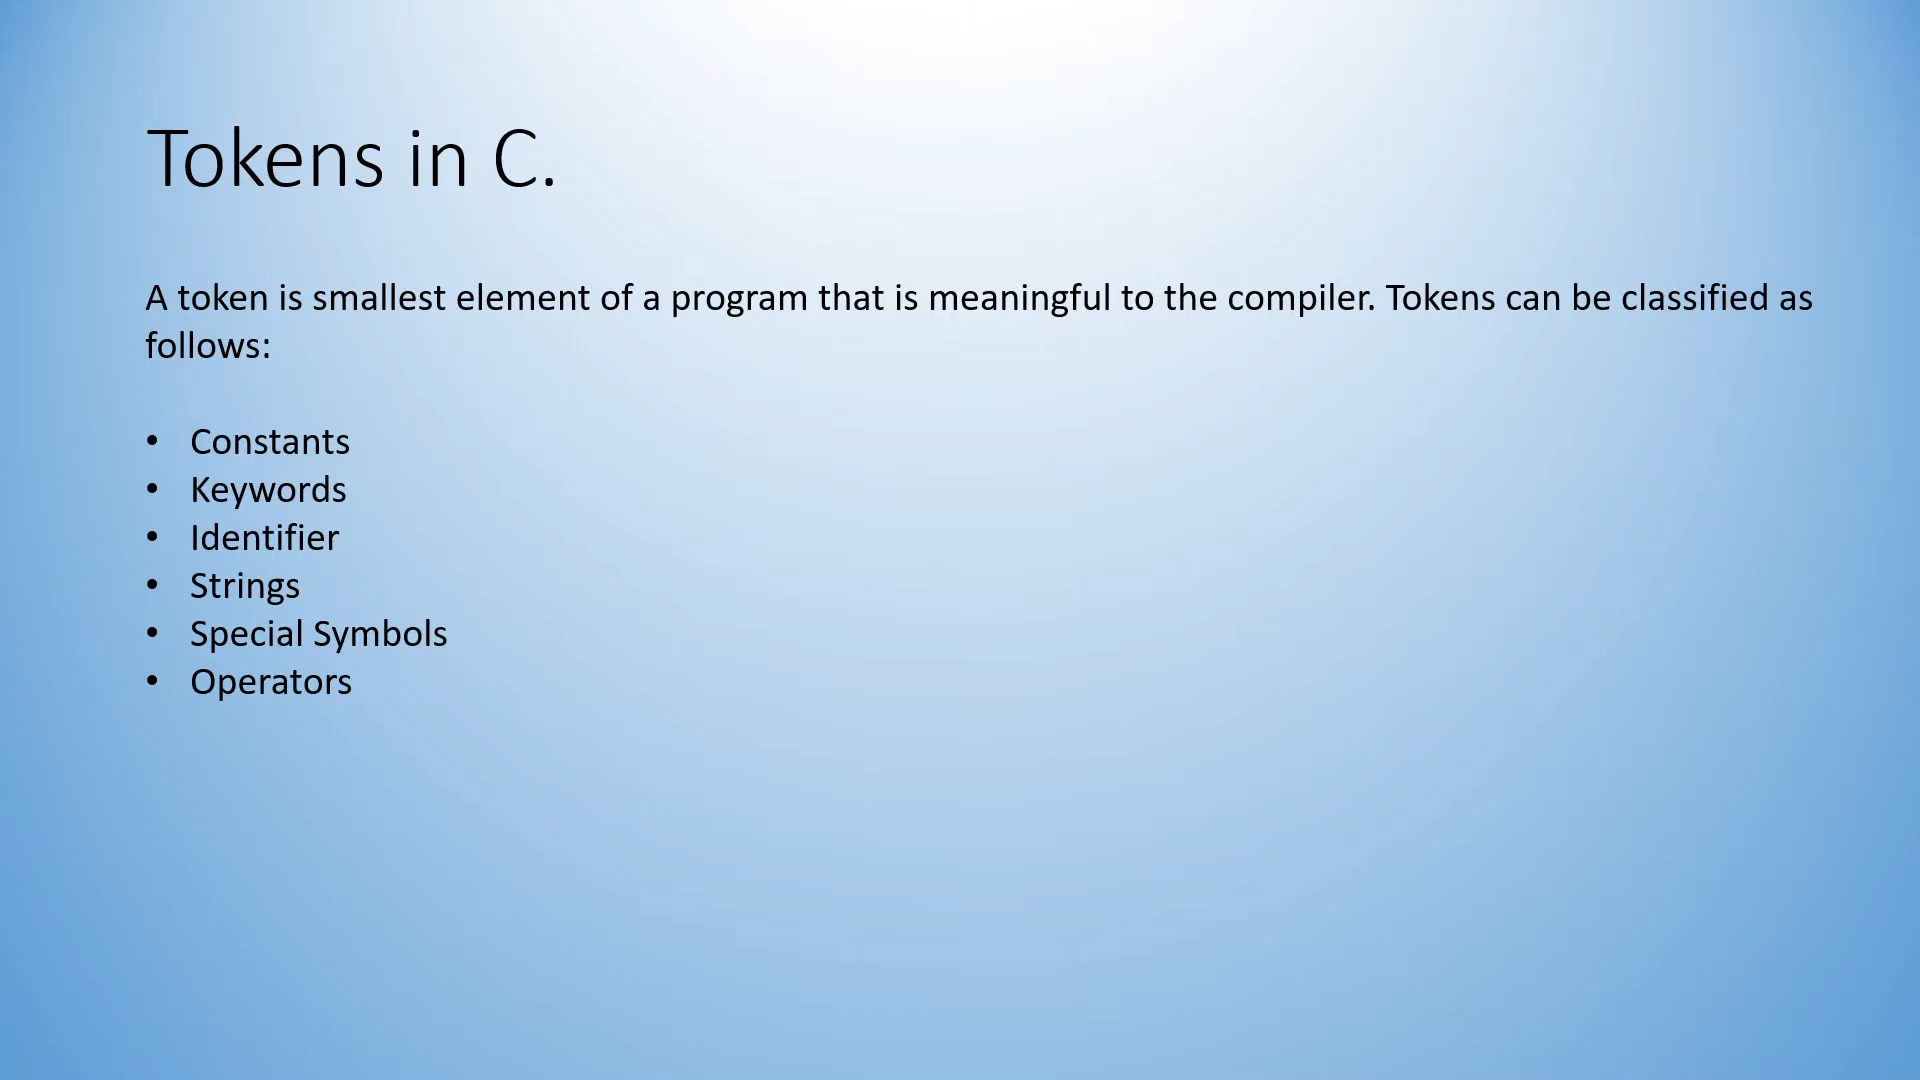 Tokens in C.
A token is smallest element of a program that is meaningful to the compiler. Tokens can be classified as
follows:
• Constants
• Keywords
• Identifier
• Strings
• Special Symbols
• Operators